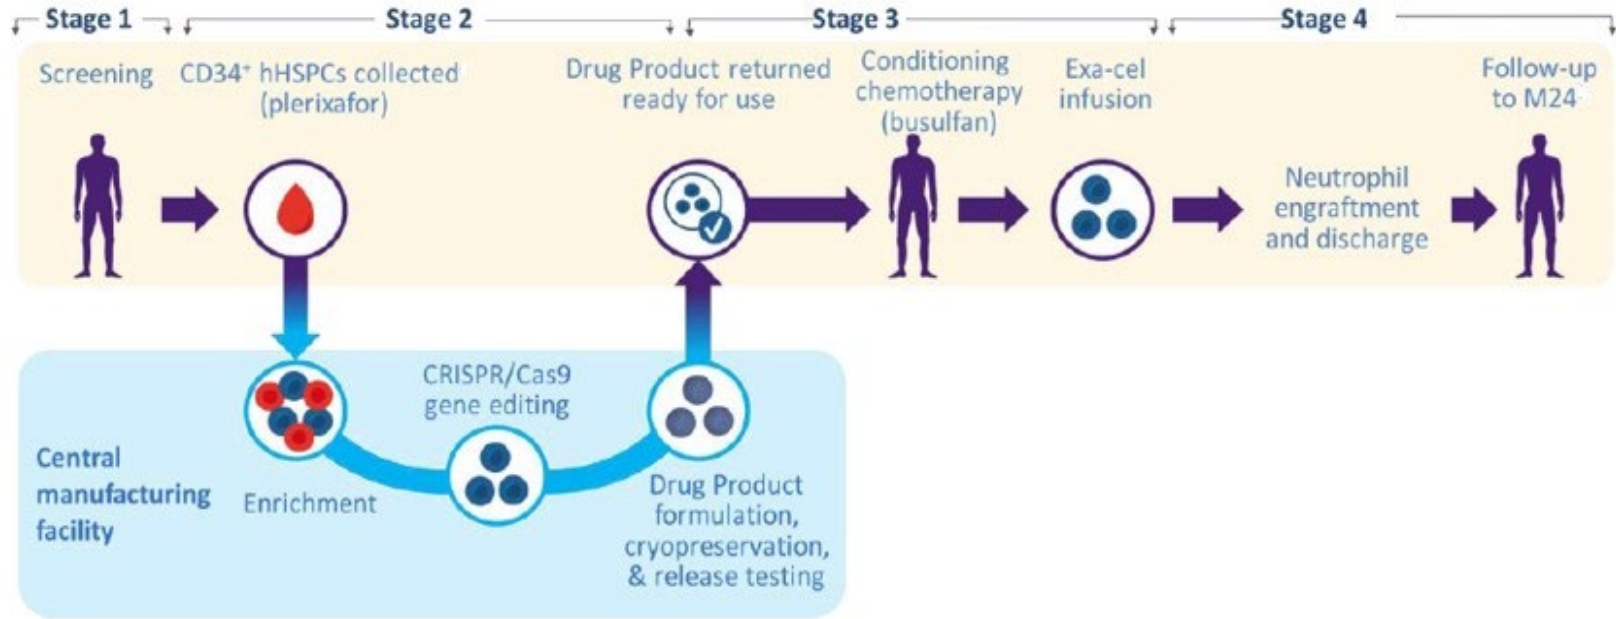 Stage 1
Stage 2
Stage 3
Stage 4
Screening
CD34⁺ hHSPCs collected
(plerixafor)
Drug Product returned
ready for use
Conditioning
chemotherapy
(busulfan)
Exa-cel
infusion
Follow-up
to M24
Neutrophil
engraftment
and discharge
Central
manufacturing
facility
Enrichment
CRISPR/Cas9
gene editing
Drug Product
formulation,
cryopreservation,
& release testing